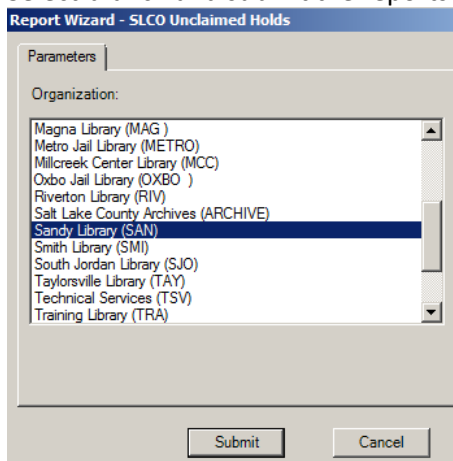 Report Wizard - SLCO Unclaimed Holds
Parameters
Organization:
Magna Library (MAG )
Metro Jail Library (METRO)
Millcreek Center Library (MCC)
Oxbo Jail Library (OXBO )
Riverton Library (RIV)
Salt Lake County Archives (ARCHIVE)
Sandy Library (SAN)
Smith Library (SMI)
South Jordan Library (SJO)
Taylorsville Library (TAY)
Technical Services (TSV)
Training Library (TRA)
Submit Cancel